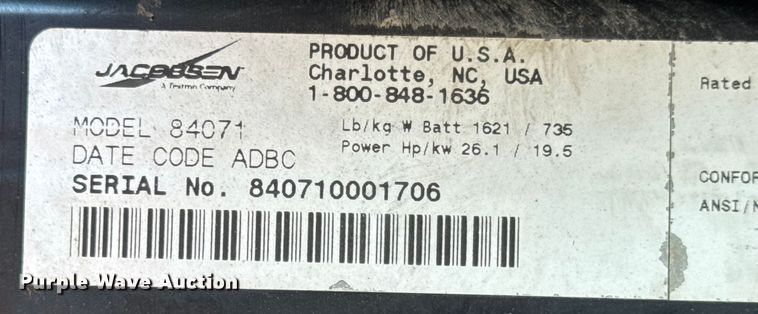 JACOBSEN
A Textron Company
PRODUCT OF U.S.A.
Charlotte, NC, USA
1-800-848-1636
MODEL 84071
DATE CODE ADBC
SERIAL No. 840710001706
Lb/kg W Batt 1621 / 735
Power Hp/kw 26.1 / 19.5
Rated
CONFOR
ANSI/N
Purple Wave Auction